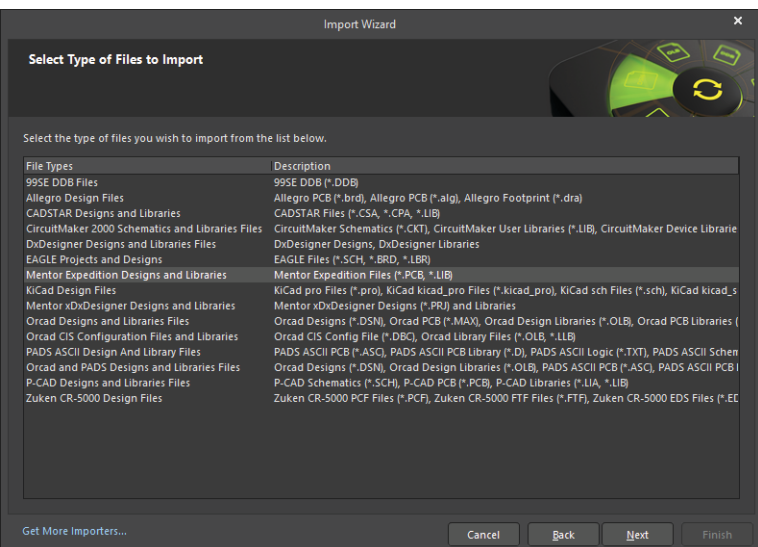 Import Wizard
Select Type of Files to Import
Select the type of files you wish to import from the list below.
File Types Description
99SE DDB Files 99SE DDB (*.DDB)
Allegro Design Files Allegro PCB (*.brd), Allegro PCB (*.alg), Allegro Footprint (*.dra)
CADSTAR Designs and Libraries CADSTAR Files (*.CSA, *.CPA, *.LIB)
CircuitMaker 2000 Schematics and Libraries Files CircuitMaker Schematics (*.CKT), CircuitMaker User Libraries (*.LIB), CircuitMaker Device Librarie
DxDesigner Designs and Libraries Files DxDesigner Designs, DxDesigner Libraries
EAGLE Projects and Designs EAGLE Files (*.SCH, *.BRD, *.LBR)
Mentor Expedition Designs and Libraries Mentor Expedition Files (*.PCB, *.LIB)
KiCad Design Files KiCad pro Files (*.pro), KiCad kicad_pro Files (*.kicad_pro), KiCad sch Files (*.sch), KiCad kicad_s
Mentor xDxDesigner Designs and Libraries Mentor xDxDesigner Designs (*.PRJ) and Libraries
Orcad Designs and Libraries Files Orcad Designs (*.DSN), Orcad PCB (*.MAX), Orcad Design Libraries (*.OLB), Orcad PCB Libraries (
Orcad CIS Configuration Files and Libraries Orcad CIS Config File (*.DBC), Orcad Library Files (*.OLB, *.LLB)
PADS ASCII Design And Library Files PADS ASCII PCB (*.ASC), PADS ASCII PCB Library (*.D), PADS ASCII Logic (*.TXT), PADS ASCII Schem
Orcad and PADS Designs and Libraries Files Orcad Designs (*.DSN), Orcad Design Libraries (*.OLB), PADS ASCII PCB (*.ASC), PADS ASCII PCB
P-CAD Designs and Libraries Files P-CAD Schematics (*.SCH), P-CAD PCB (*.PCB), P-CAD Libraries (*.LIA, *.LIB)
Zuken CR-5000 Design Files Zuken CR-5000 PCF Files (*.PCF), Zuken CR-5000 FTF Files (*.FTF), Zuken CR-5000 EDS Files (*.ED
Get More Importers...
Cancel Back Next Finish